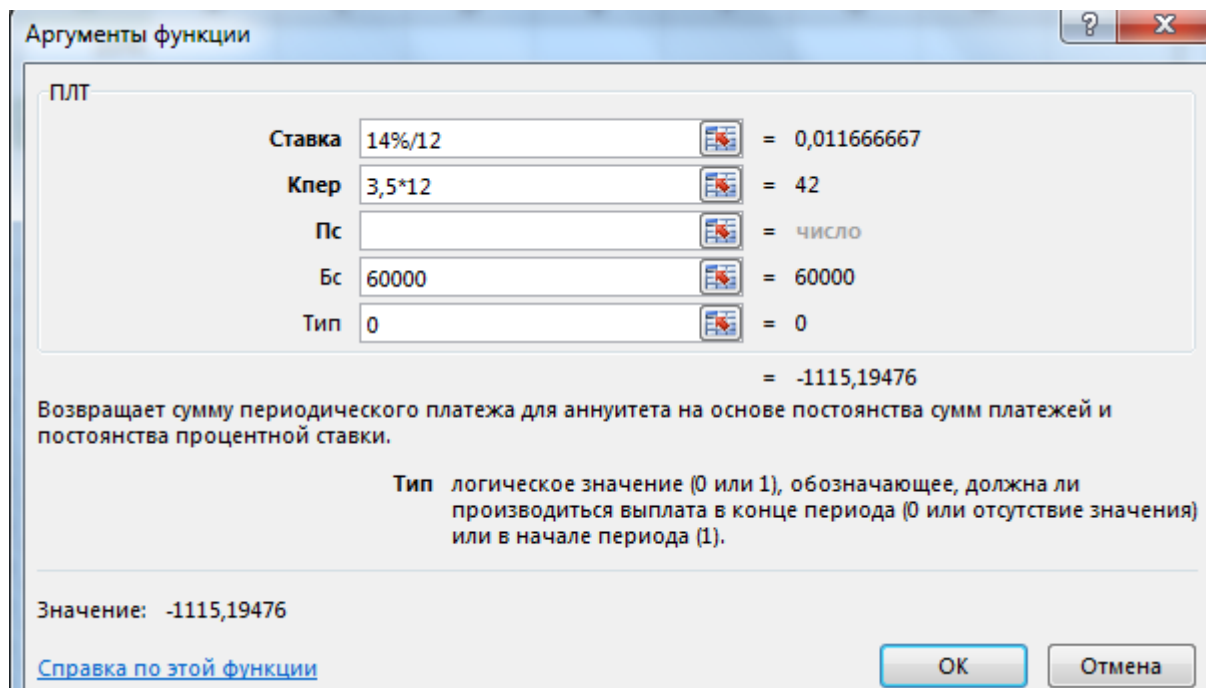 Аргументы функции
ПЛТ
Ставка 14%/12 = 0,011666667
Кпер 3,5*12 = 42
Пс = число
Бс 60000 = 60000
Тип 0 = 0
= -1115,19476
Возвращает сумму периодического платежа для аннуитета на основе постоянства сумм платежей и
постоянства процентной ставки.
Тип логическое значение (0 или 1), обозначающее, должна ли
производиться выплата в конце периода (0 или отсутствие значения)
или в начале периода (1).
Значение: -1115,19476
Справка по этой функции ОК Отмена